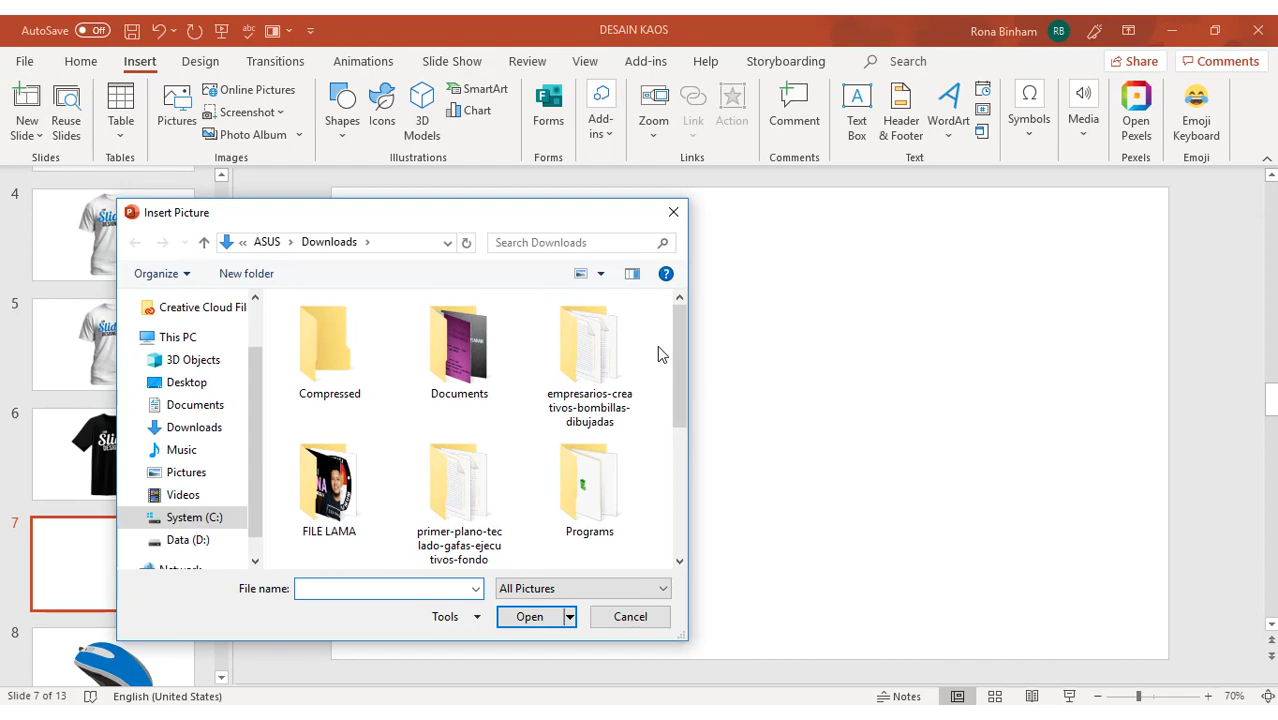 AutoSave Off
DESAIN KAOS
Rona Binham RB
File Home Insert Design Transitions Animations Slide Show Review View Help Add-ins Storyboarding Search
Share Comments
New Slide
Reuse Slides
Slides
Table
Tables
Pictures
Online Pictures
Screenshot
Photo Album
Images
Shapes
Icons
3D Models
SmartArt
Chart
Illustrations
Forms
Forms
Add-ins
Zoom
Link
Action
Links
Comment
Comments
Text Box
Header & Footer
WordArt
Text
Symbols
Media
Open Pexels
Pexels
Emoji Keyboard
Emoji
4
5
6
7
8
Insert Picture
« ASUS > Downloads >
Search Downloads
Organize New folder
Creative Cloud Fil
This PC
3D Objects
Desktop
Documents
Downloads
Music
Pictures
Videos
System (C:)
Data (D:)
Compressed
Documents
empresarios-crea
tivos-bombillas-
dibujadas
FILE LAMA
primer-plano-tec
lado-gafas-ejecu
tivos-fondo
Programs
File name:
All Pictures
Tools Open Cancel
Slide 7 of 13 English (United States)
Notes
70%